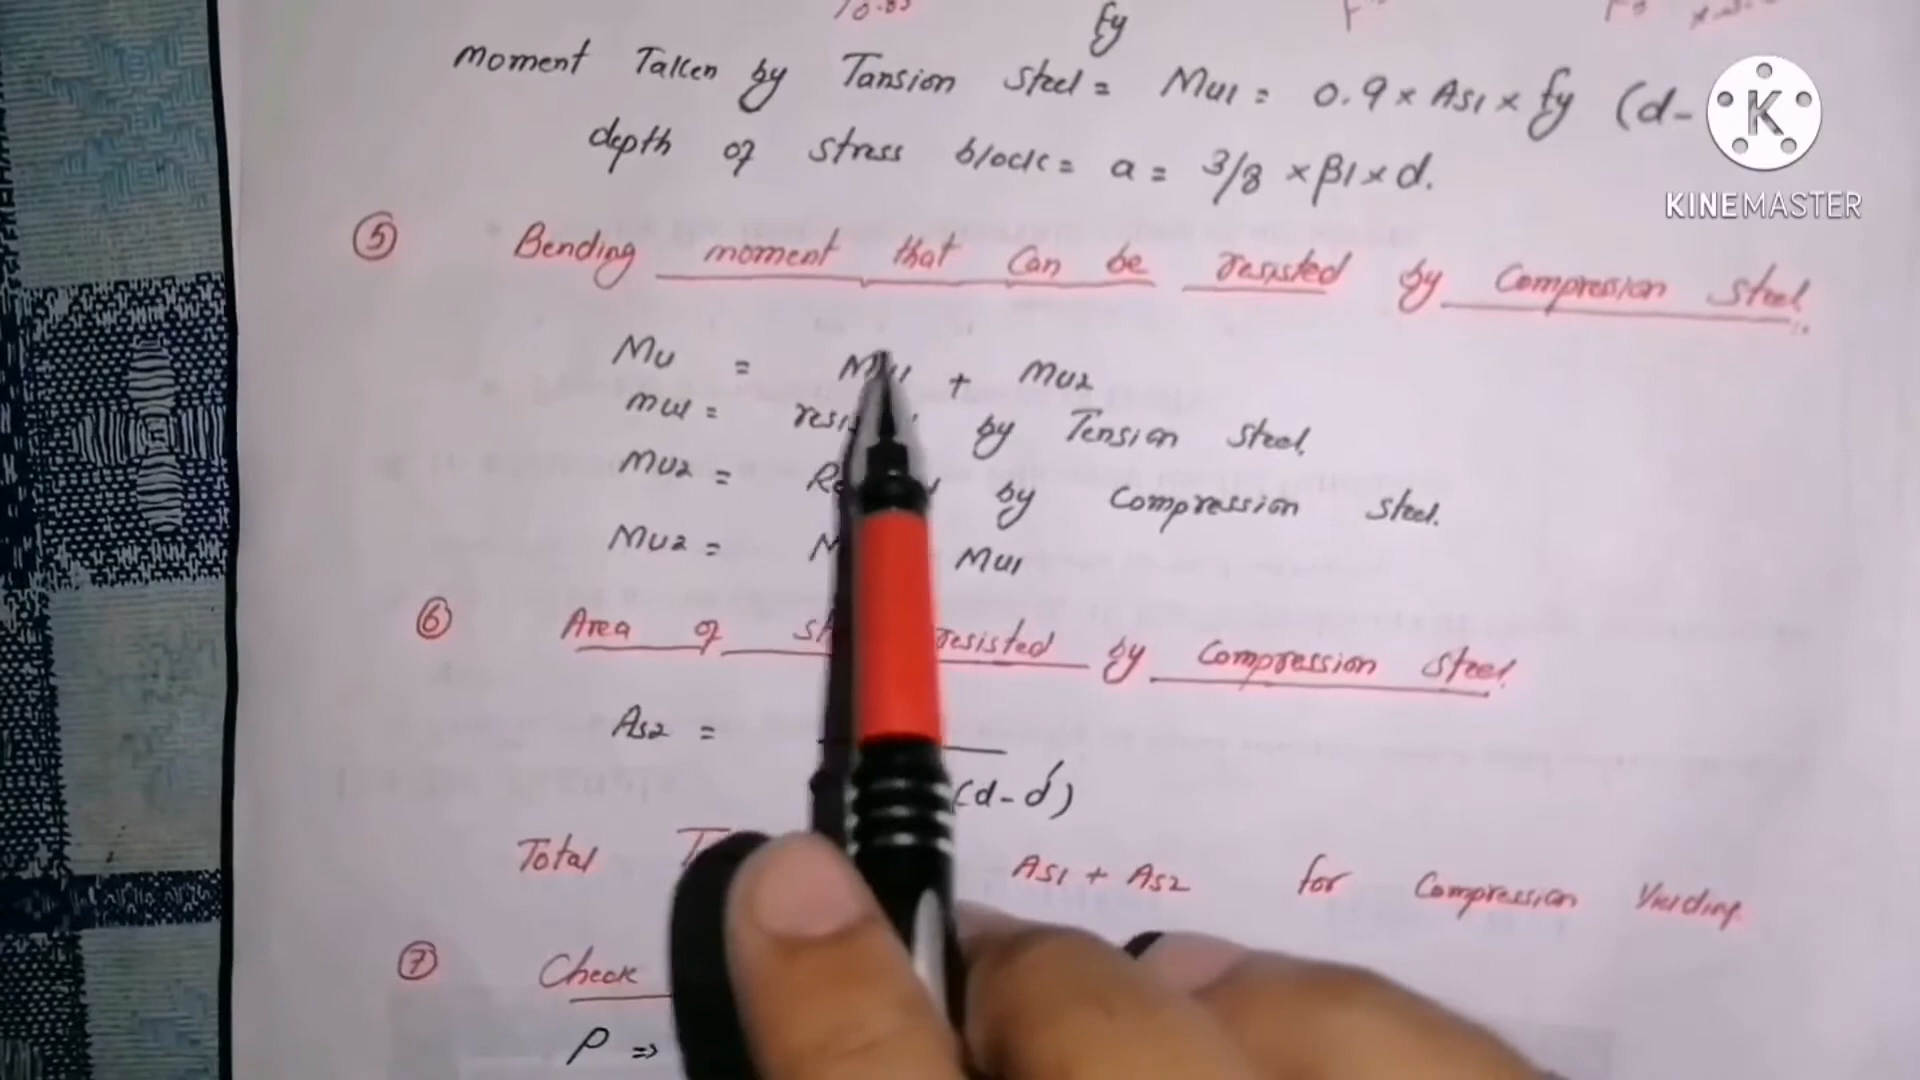 fy
moment Taken by Tansion steel = Mu1 = 0.9 × As1 × fy (d-
depth of stress block = a = 3/8 × β1 × d.
K
KINEMASTER
⑤ Bending moment that Can be resisted by Compression steel.
Mu = Mu1 + Mu2
Mu1 = by Tension steel.
Mu2 = by Compression steel.
Mu2 = Mu1
⑥ Area of resisted by Compression steel
As2 =
(d-d')
Total As1 + As2 for Compression Yielding
⑦ Check
ρ ⇒